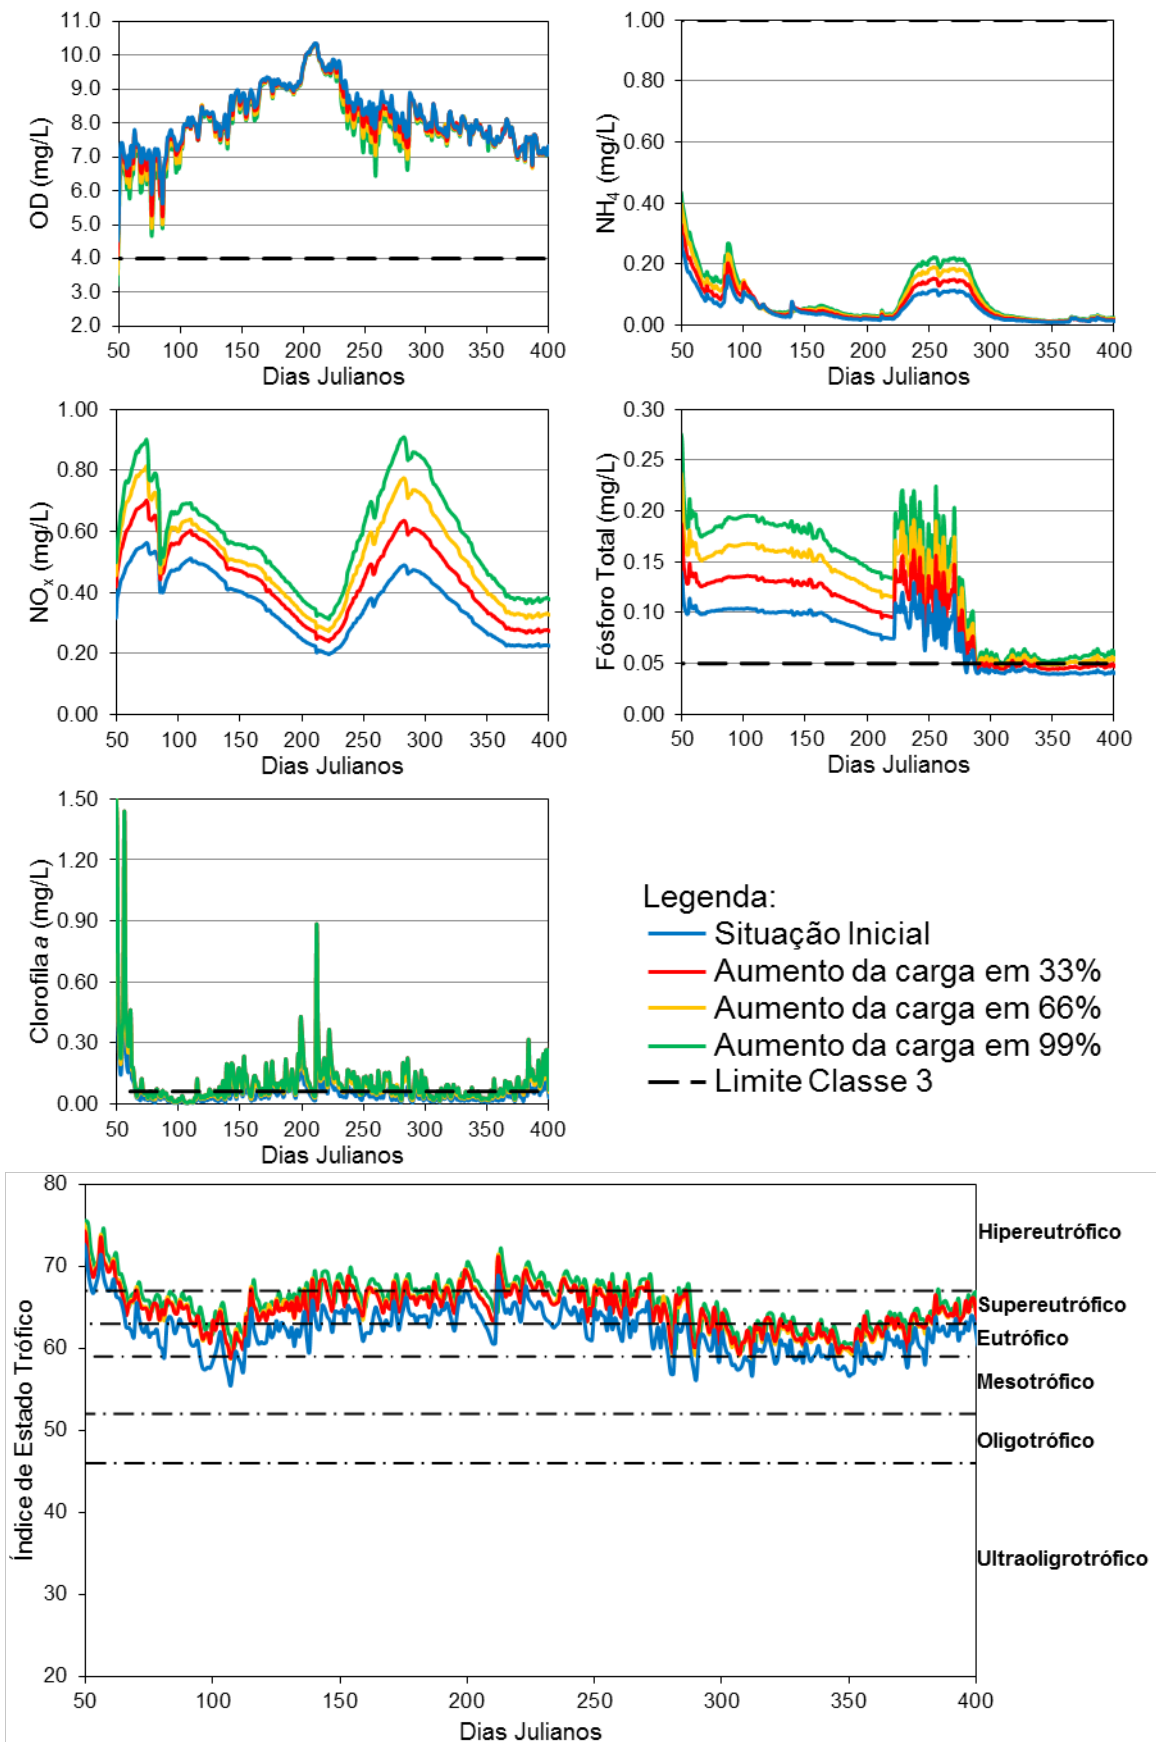 11.0
10.0
9.0
8.0
7.0
6.0
5.0
4.0
3.0
2.0
OD (mg/L)
50 100 150 200 250 300 350 400
Dias Julianos
1.00
0.80
0.60
0.40
0.20
0.00
NH4 (mg/L)
50 100 150 200 250 300 350 400
Dias Julianos
1.00
0.80
0.60
0.40
0.20
0.00
NOx (mg/L)
50 100 150 200 250 300 350 400
Dias Julianos
0.30
0.25
0.20
0.15
0.10
0.05
0.00
Fósforo Total (mg/L)
50 100 150 200 250 300 350 400
Dias Julianos
1.50
1.20
0.90
0.60
0.30
0.00
Clorofila a (mg/L)
50 100 150 200 250 300 350 400
Dias Julianos
Legenda:
Situação Inicial
Aumento da carga em 33%
Aumento da carga em 66%
Aumento da carga em 99%
Limite Classe 3
80
70
60
50
40
30
20
Índice de Estado Trófico
Hipereutrófico
Supereutrófico
Eutrófico
Mesotrófico
Oligotrófico
Ultraoligrotrófico
50 100 150 200 250 300 350 400
Dias Julianos